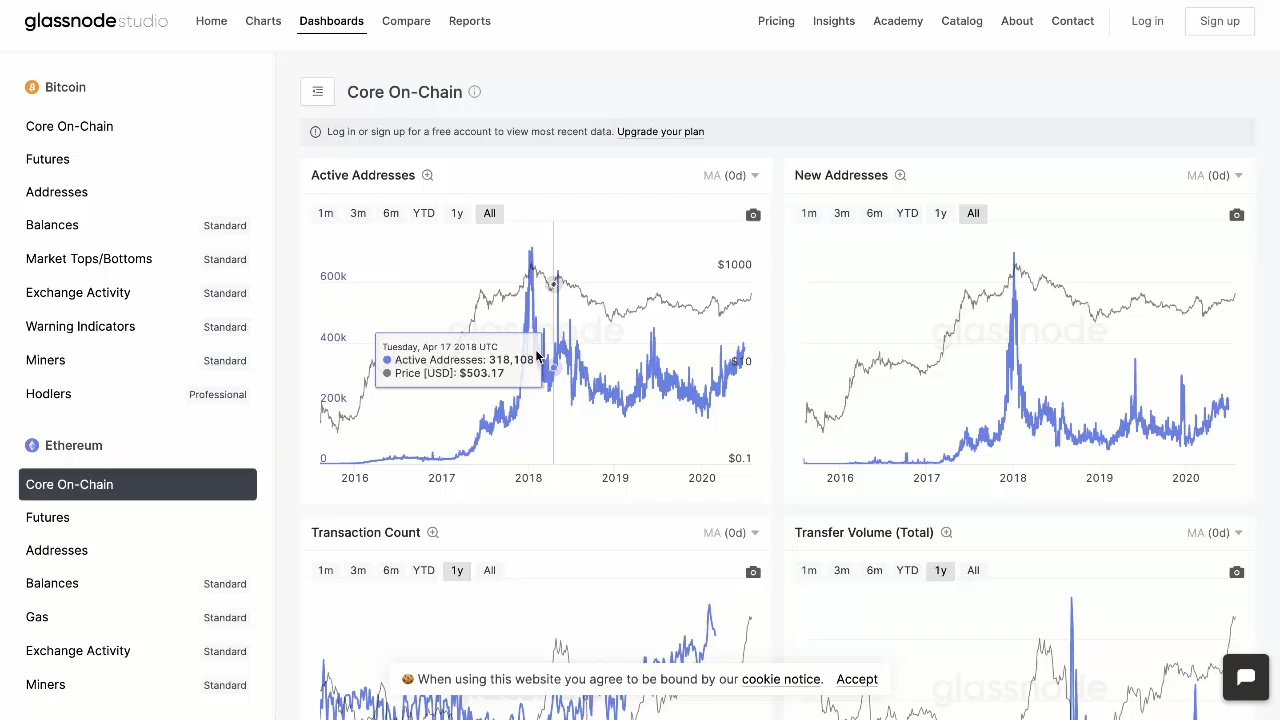 glassnodestudio Home Charts Dashboards Compare Reports Pricing Insights Academy Catalog About Contact Log in Sign up
Bitcoin
Core On-Chain
Futures
Addresses
Balances Standard
Market Tops/Bottoms Standard
Exchange Activity Standard
Warning Indicators Standard
Miners Standard
Hodlers Professional
Ethereum
Core On-Chain
Futures
Addresses
Balances Standard
Gas Standard
Exchange Activity Standard
Miners Standard
Core On-Chain
Log in or sign up for a free account to view most recent data. Upgrade your plan
Active Addresses MA (0d)
1m 3m 6m YTD 1y All
600k
400k
200k
0
$1000
$10
$0.1
glassnode
Tuesday, Apr 17 2018 UTC
Active Addresses: 318,108
Price [USD]: $503.17
2016 2017 2018 2019 2020
New Addresses MA (0d)
1m 3m 6m YTD 1y All
glassnode
2016 2017 2018 2019 2020
Transaction Count MA (0d)
1m 3m 6m YTD 1y All
Transfer Volume (Total) MA (0d)
1m 3m 6m YTD 1y All
glassnode
When using this website you agree to be bound by our cookie notice. Accept